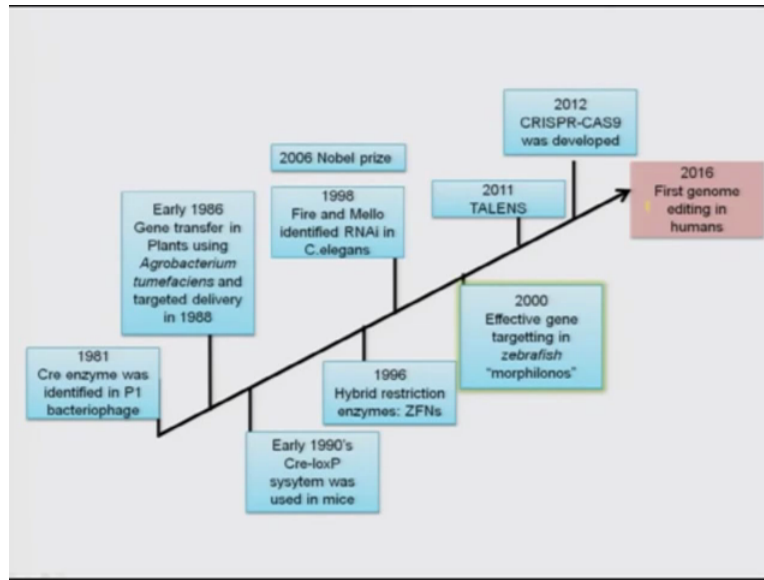 1981
Cre enzyme was
identified in P1
bacteriophage
Early 1986
Gene transfer in
Plants using
Agrobacterium
tumefaciens and
targeted delivery
in 1988
Early 1990's
Cre-loxP
sysytem was
used in mice
1996
Hybrid restriction
enzymes: ZFNs
2006 Nobel prize
1998
Fire and Mello
identified RNAi in
C.elegans
2000
Effective gene
targetting in
zebrafish
"morphilonos"
2011
TALENS
2012
CRISPR-CAS9
was developed
2016
First genome
editing in
humans